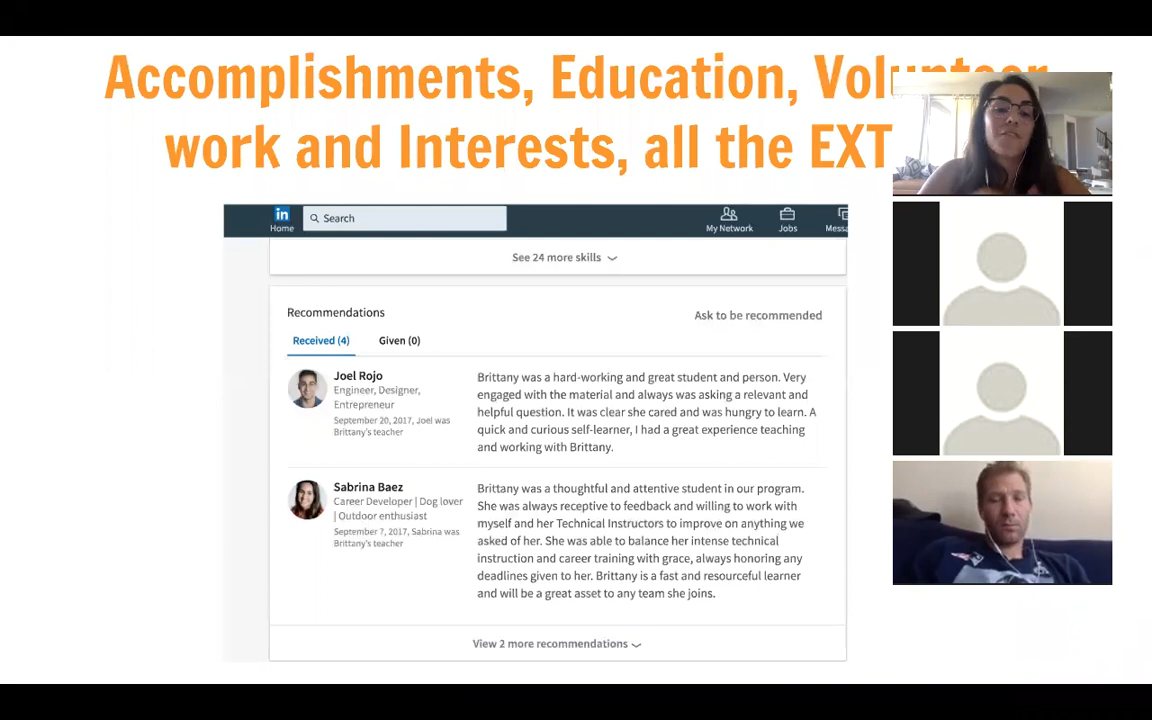 Accomplishments, Education, Volunteer
work and Interests, all the EXT
in
Search
Home
My Network
Jobs
Messa
See 24 more skills
Recommendations
Ask to be recommended
Received (4)
Given (0)
Joel Rojo
Engineer, Designer,
Entrepreneur
September 20, 2017, Joel was
Brittany's teacher
Brittany was a hard-working and great student and person. Very
engaged with the material and always was asking a relevant and
helpful question. It was clear she cared and was hungry to learn. A
quick and curious self-learner, I had a great experience teaching
and working with Brittany.
Sabrina Baez
Career Developer | Dog lover
| Outdoor enthusiast
September 7, 2017, Sabrina was
Brittany's teacher
Brittany was a thoughtful and attentive student in our program.
She was always receptive to feedback and willing to work with
myself and her Technical Instructors to improve on anything we
asked of her. She was able to balance her intense technical
instruction and career training with grace, always honoring any
deadlines given to her. Brittany is a fast and resourceful learner
and will be a great asset to any team she joins.
View 2 more recommendations